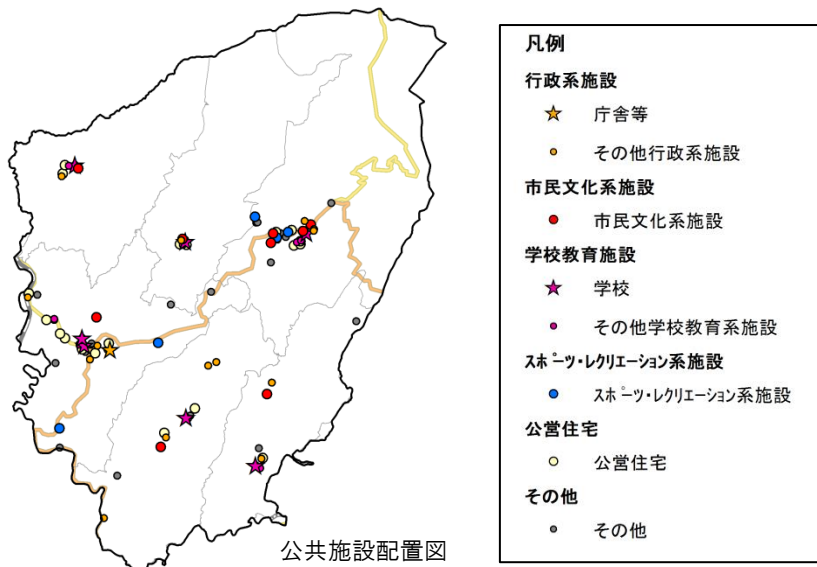 凡例
行政系施設
庁舎等
その他行政系施設
市民文化系施設
市民文化系施設
学校教育施設
学校
その他学校教育系施設
スポーツ・レクリエーション系施設
スポーツ・レクリエーション系施設
公営住宅
公営住宅
その他
その他
公共施設配置図